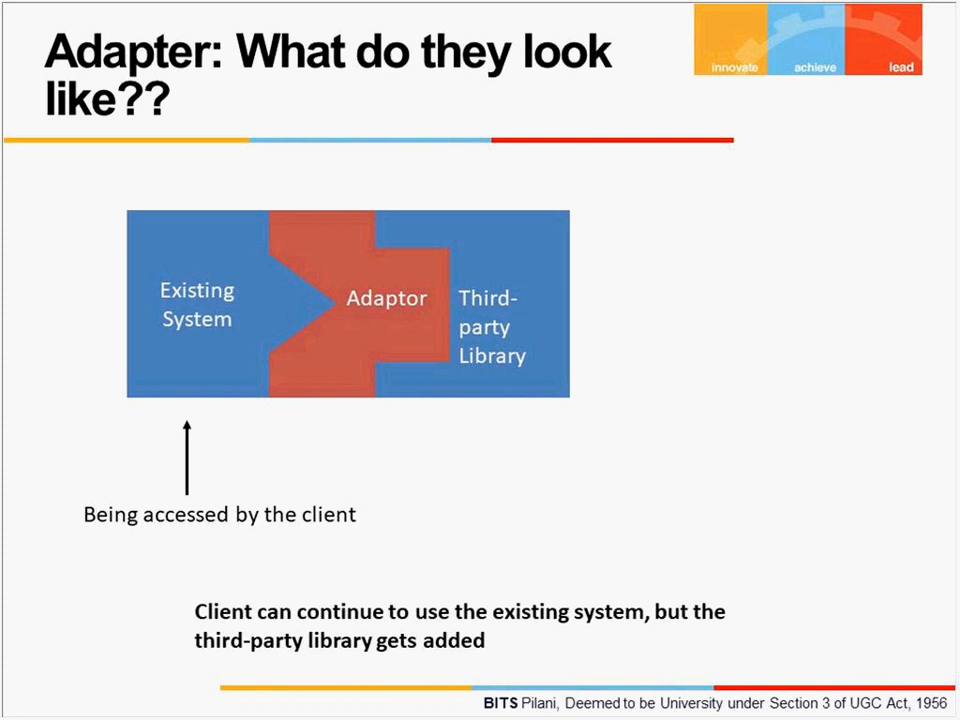 Adapter: What do they look
like??
innovate achieve lead
Existing
System
Adaptor
Third-
party
Library
Being accessed by the client
Client can continue to use the existing system, but the
third-party library gets added
BITS Pilani, Deemed to be University under Section 3 of UGC Act, 1956